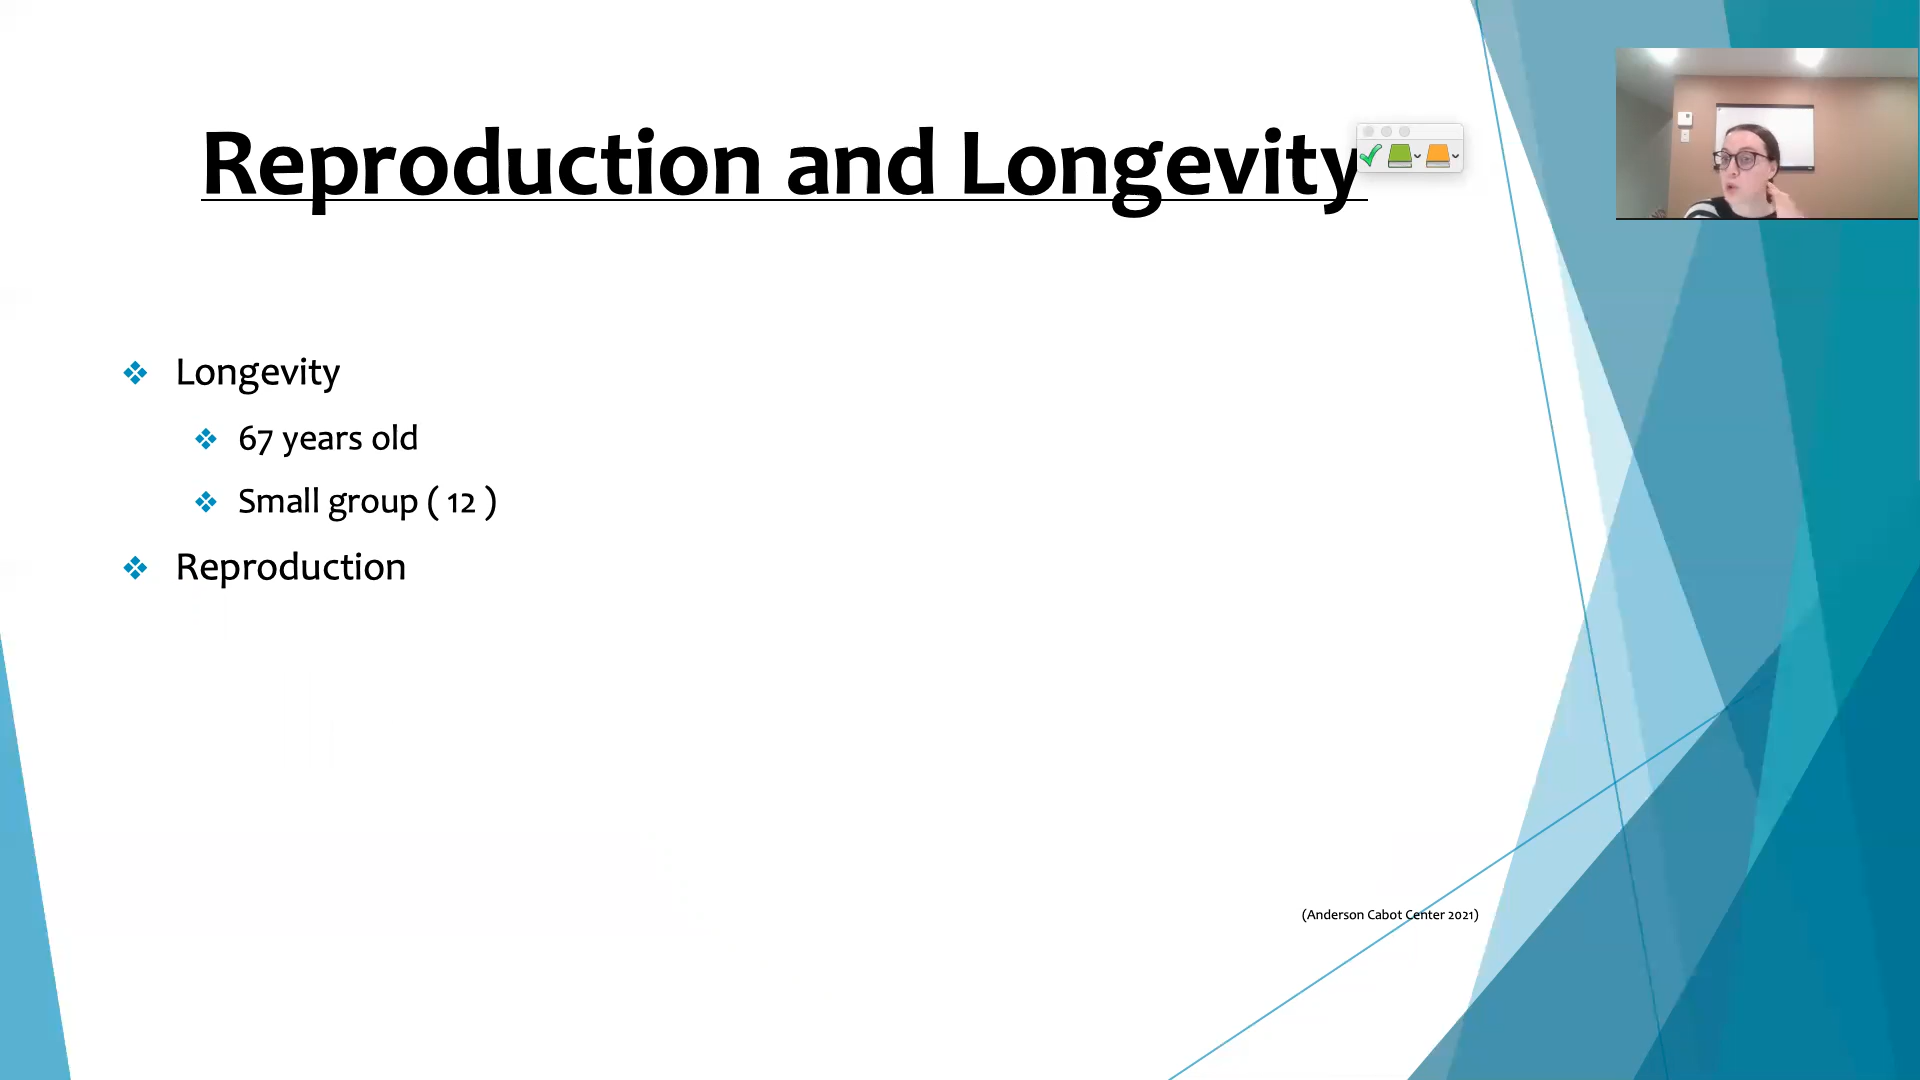 Reproduction and Longevity
Longevity
67 years old
Small group ( 12 )
Reproduction
(Anderson Cabot Center 2021)